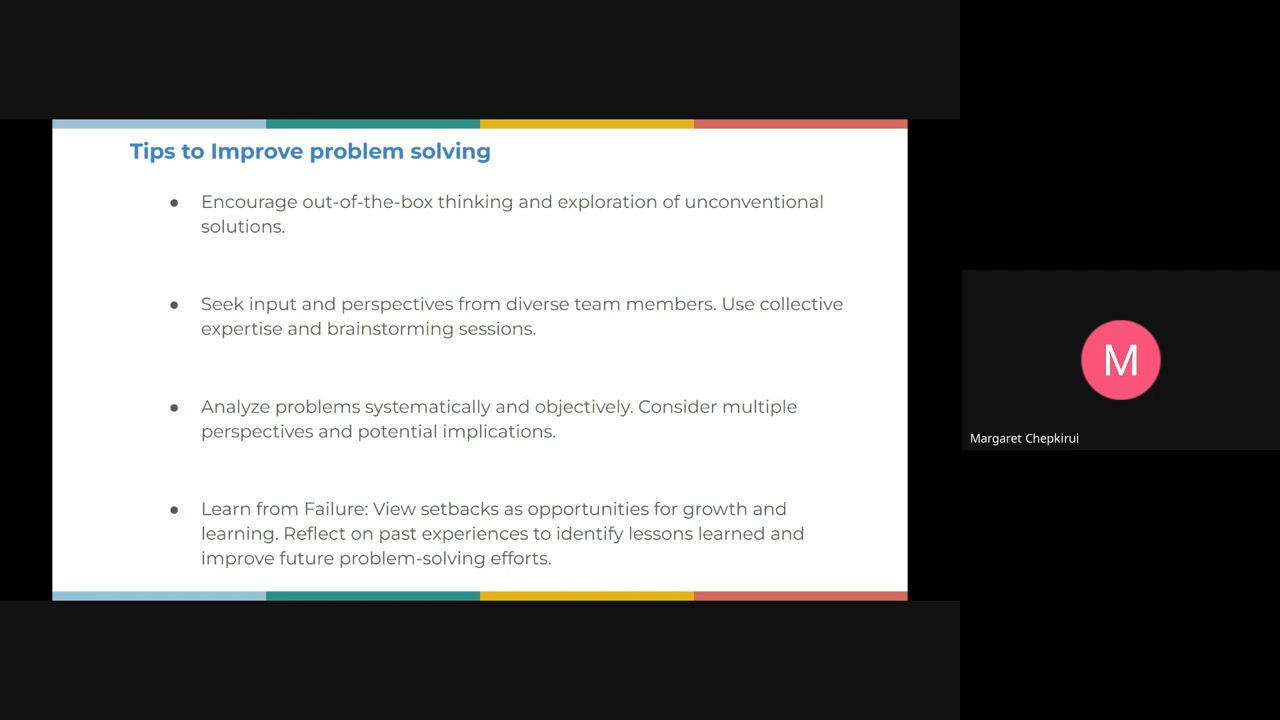 Tips to Improve problem solving
● Encourage out-of-the-box thinking and exploration of unconventional
solutions.
● Seek input and perspectives from diverse team members. Use collective
expertise and brainstorming sessions.
● Analyze problems systematically and objectively. Consider multiple
perspectives and potential implications.
● Learn from Failure: View setbacks as opportunities for growth and
learning. Reflect on past experiences to identify lessons learned and
improve future problem-solving efforts.
M
Margaret Chepkirui